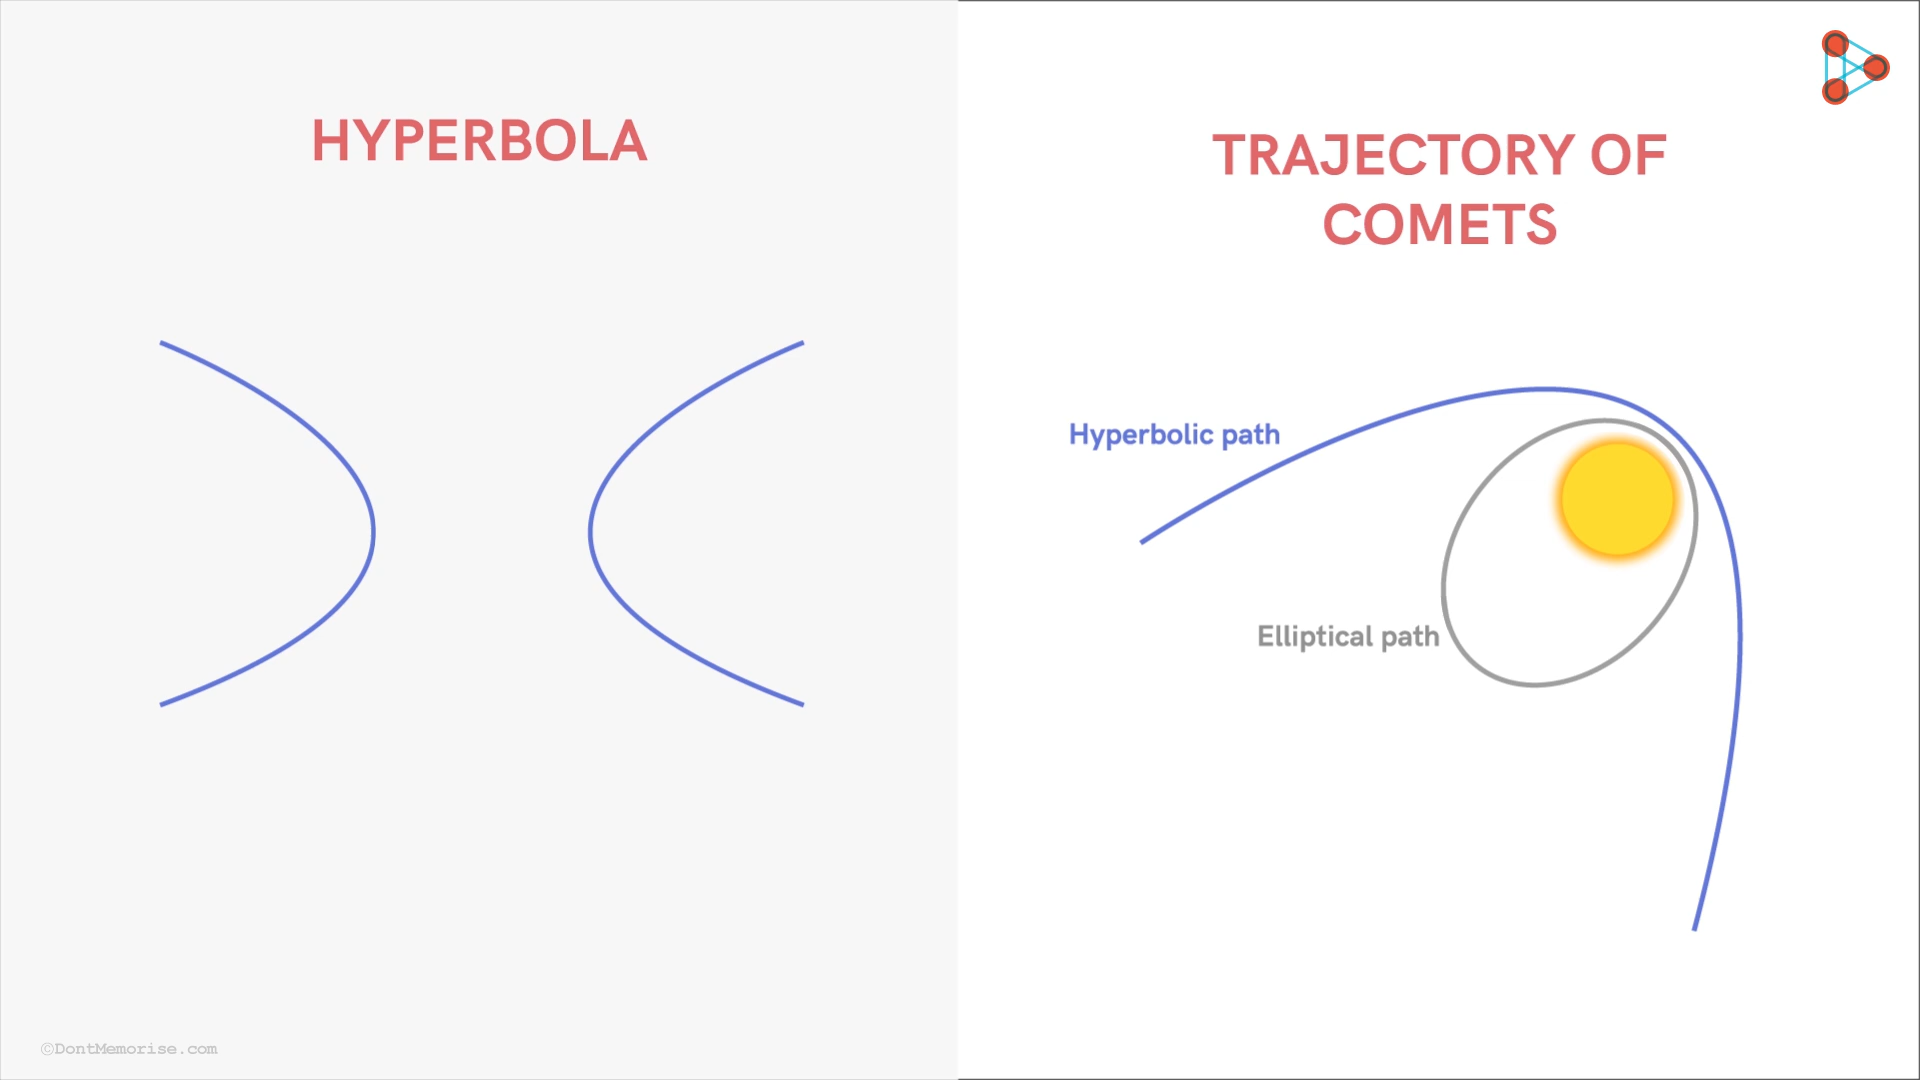 HYPERBOLA
TRAJECTORY OF
COMETS
Hyperbolic path
Elliptical path
©DontMemorise.com